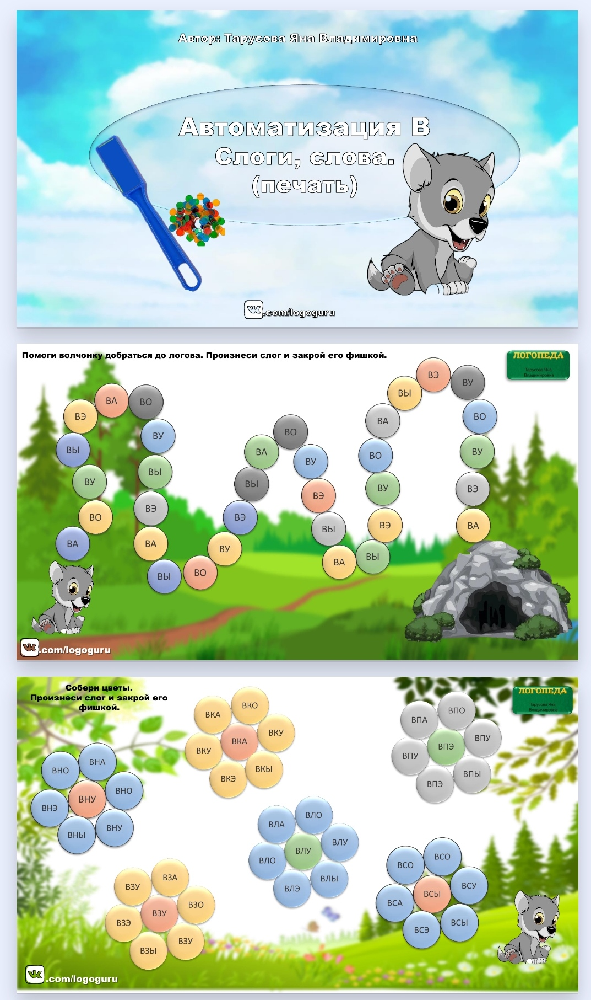 Автор: Тарусова Яна Владимировна
Автоматизация В
Слоги, слова.
(печать)
.com/logoguru
Помоги волчонку добраться до логова. Произнеси слог и закрой его фишкой.
ЛОГОПЕДА
Тарусова Яна
Владимировна
ВА
ВО
ВУ
ВЫ
ВЭ
ВА
ВО
ВУ
ВЫ
ВЭ
ВА
ВЫ
ВО
ВУ
ВЭ
ВЫ
ВА
ВО
ВУ
ВЭ
ВЫ
ВА
ВЫ
ВЭ
ВУ
ВО
ВА
ВЫ
ВЭ
ВУ
ВО
ВУ
ВЭ
ВА
.com/logoguru
Собери цветы.
Произнеси слог и закрой его
фишкой.
ЛОГОПЕДА
Тарусова Яна
Владимировна
ВКА
ВКО
ВКУ
ВКА
ВКУ
ВКЭ
ВКЫ
ВПА
ВПО
ВПУ
ВПЭ
ВПУ
ВПЭ
ВПЫ
ВНО
ВНА
ВНО
ВНУ
ВНЭ
ВНЫ
ВНУ
ВЛА
ВЛО
ВЛУ
ВЛУ
ВЛО
ВЛЭ
ВЛЫ
ВЗУ
ВЗА
ВЗО
ВЗУ
ВЗЭ
ВЗЫ
ВЗУ
ВСО
ВСО
ВСУ
ВСЫ
ВСА
ВСЭ
ВСЫ
.com/logoguru